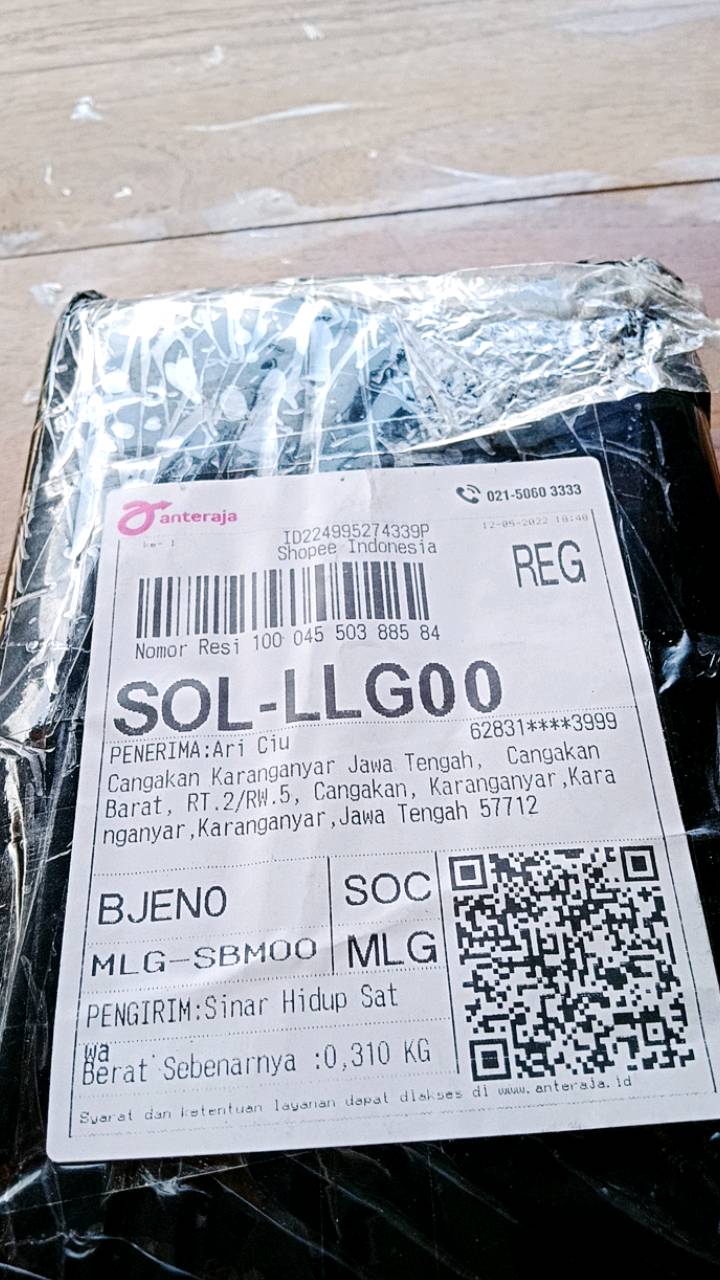 anteraja
021-5060 3333
ID224995274339P
12-05-2022 18:40
Shopee Indonesia
REG
Nomor Resi 100 045 503 885 84
SOL-LLG00
62831****3999
PENERIMA:Ari Ciu
Cangakan Karanganyar Jawa Tengah, Cangakan
Barat, RT.2/RW.5, Cangakan, Karanganyar,Kara
nganyar,Karanganyar,Jawa Tengah 57712
BJEN0
SOC
MLG-SBM00
MLG
PENGIRIM:Sinar Hidup Sat
wa
Berat Sebenarnya :0,310 KG
Syarat dan ketentuan layanan dapat diakses di www.anteraja.id